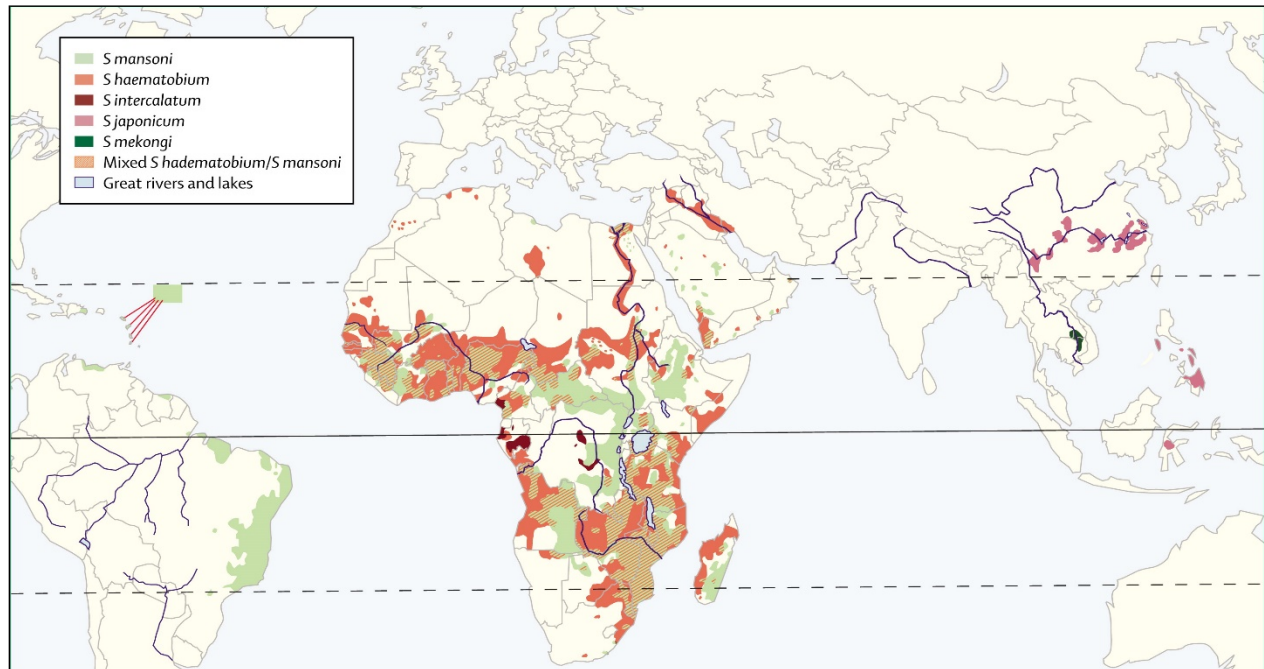 S mansoni
S haematobium
S intercalatum
S japonicum
S mekongi
Mixed S hadematobium/S mansoni
Great rivers and lakes